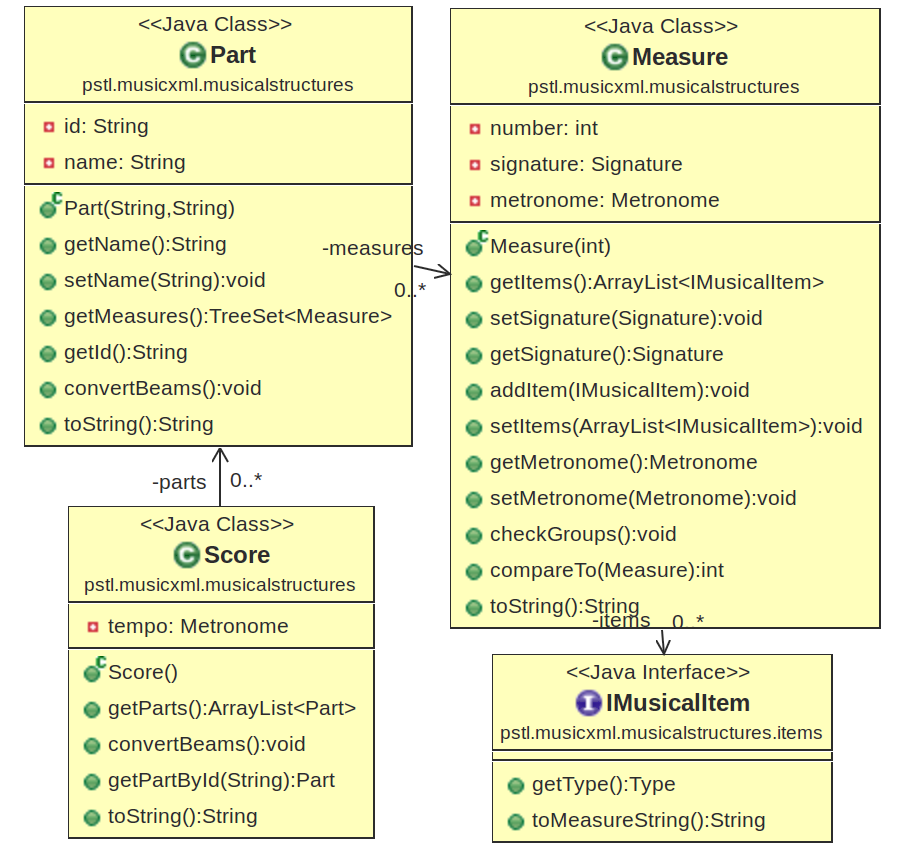 <<Java Class>>
C Part
pstl.musicxml.musicalstructures
id: String
name: String
C Part(String,String)
getName():String
setName(String):void
getMeasures():TreeSet<Measure>
getId():String
convertBeams():void
toString():String
-measures
0..*
<<Java Class>>
C Measure
pstl.musicxml.musicalstructures
number: int
signature: Signature
metronome: Metronome
C Measure(int)
getItems():ArrayList<IMusicalItem>
setSignature(Signature):void
getSignature():Signature
addItem(IMusicalItem):void
setItems(ArrayList<IMusicalItem>):void
getMetronome():Metronome
setMetronome(Metronome):void
checkGroups():void
compareTo(Measure):int
toString():String
-items 0..*
-parts 0..*
<<Java Class>>
C Score
pstl.musicxml.musicalstructures
tempo: Metronome
C Score()
getParts():ArrayList<Part>
convertBeams():void
getPartById(String):Part
toString():String
<<Java Interface>>
I IMusicalItem
pstl.musicxml.musicalstructures.items
getType():Type
toMeasureString():String